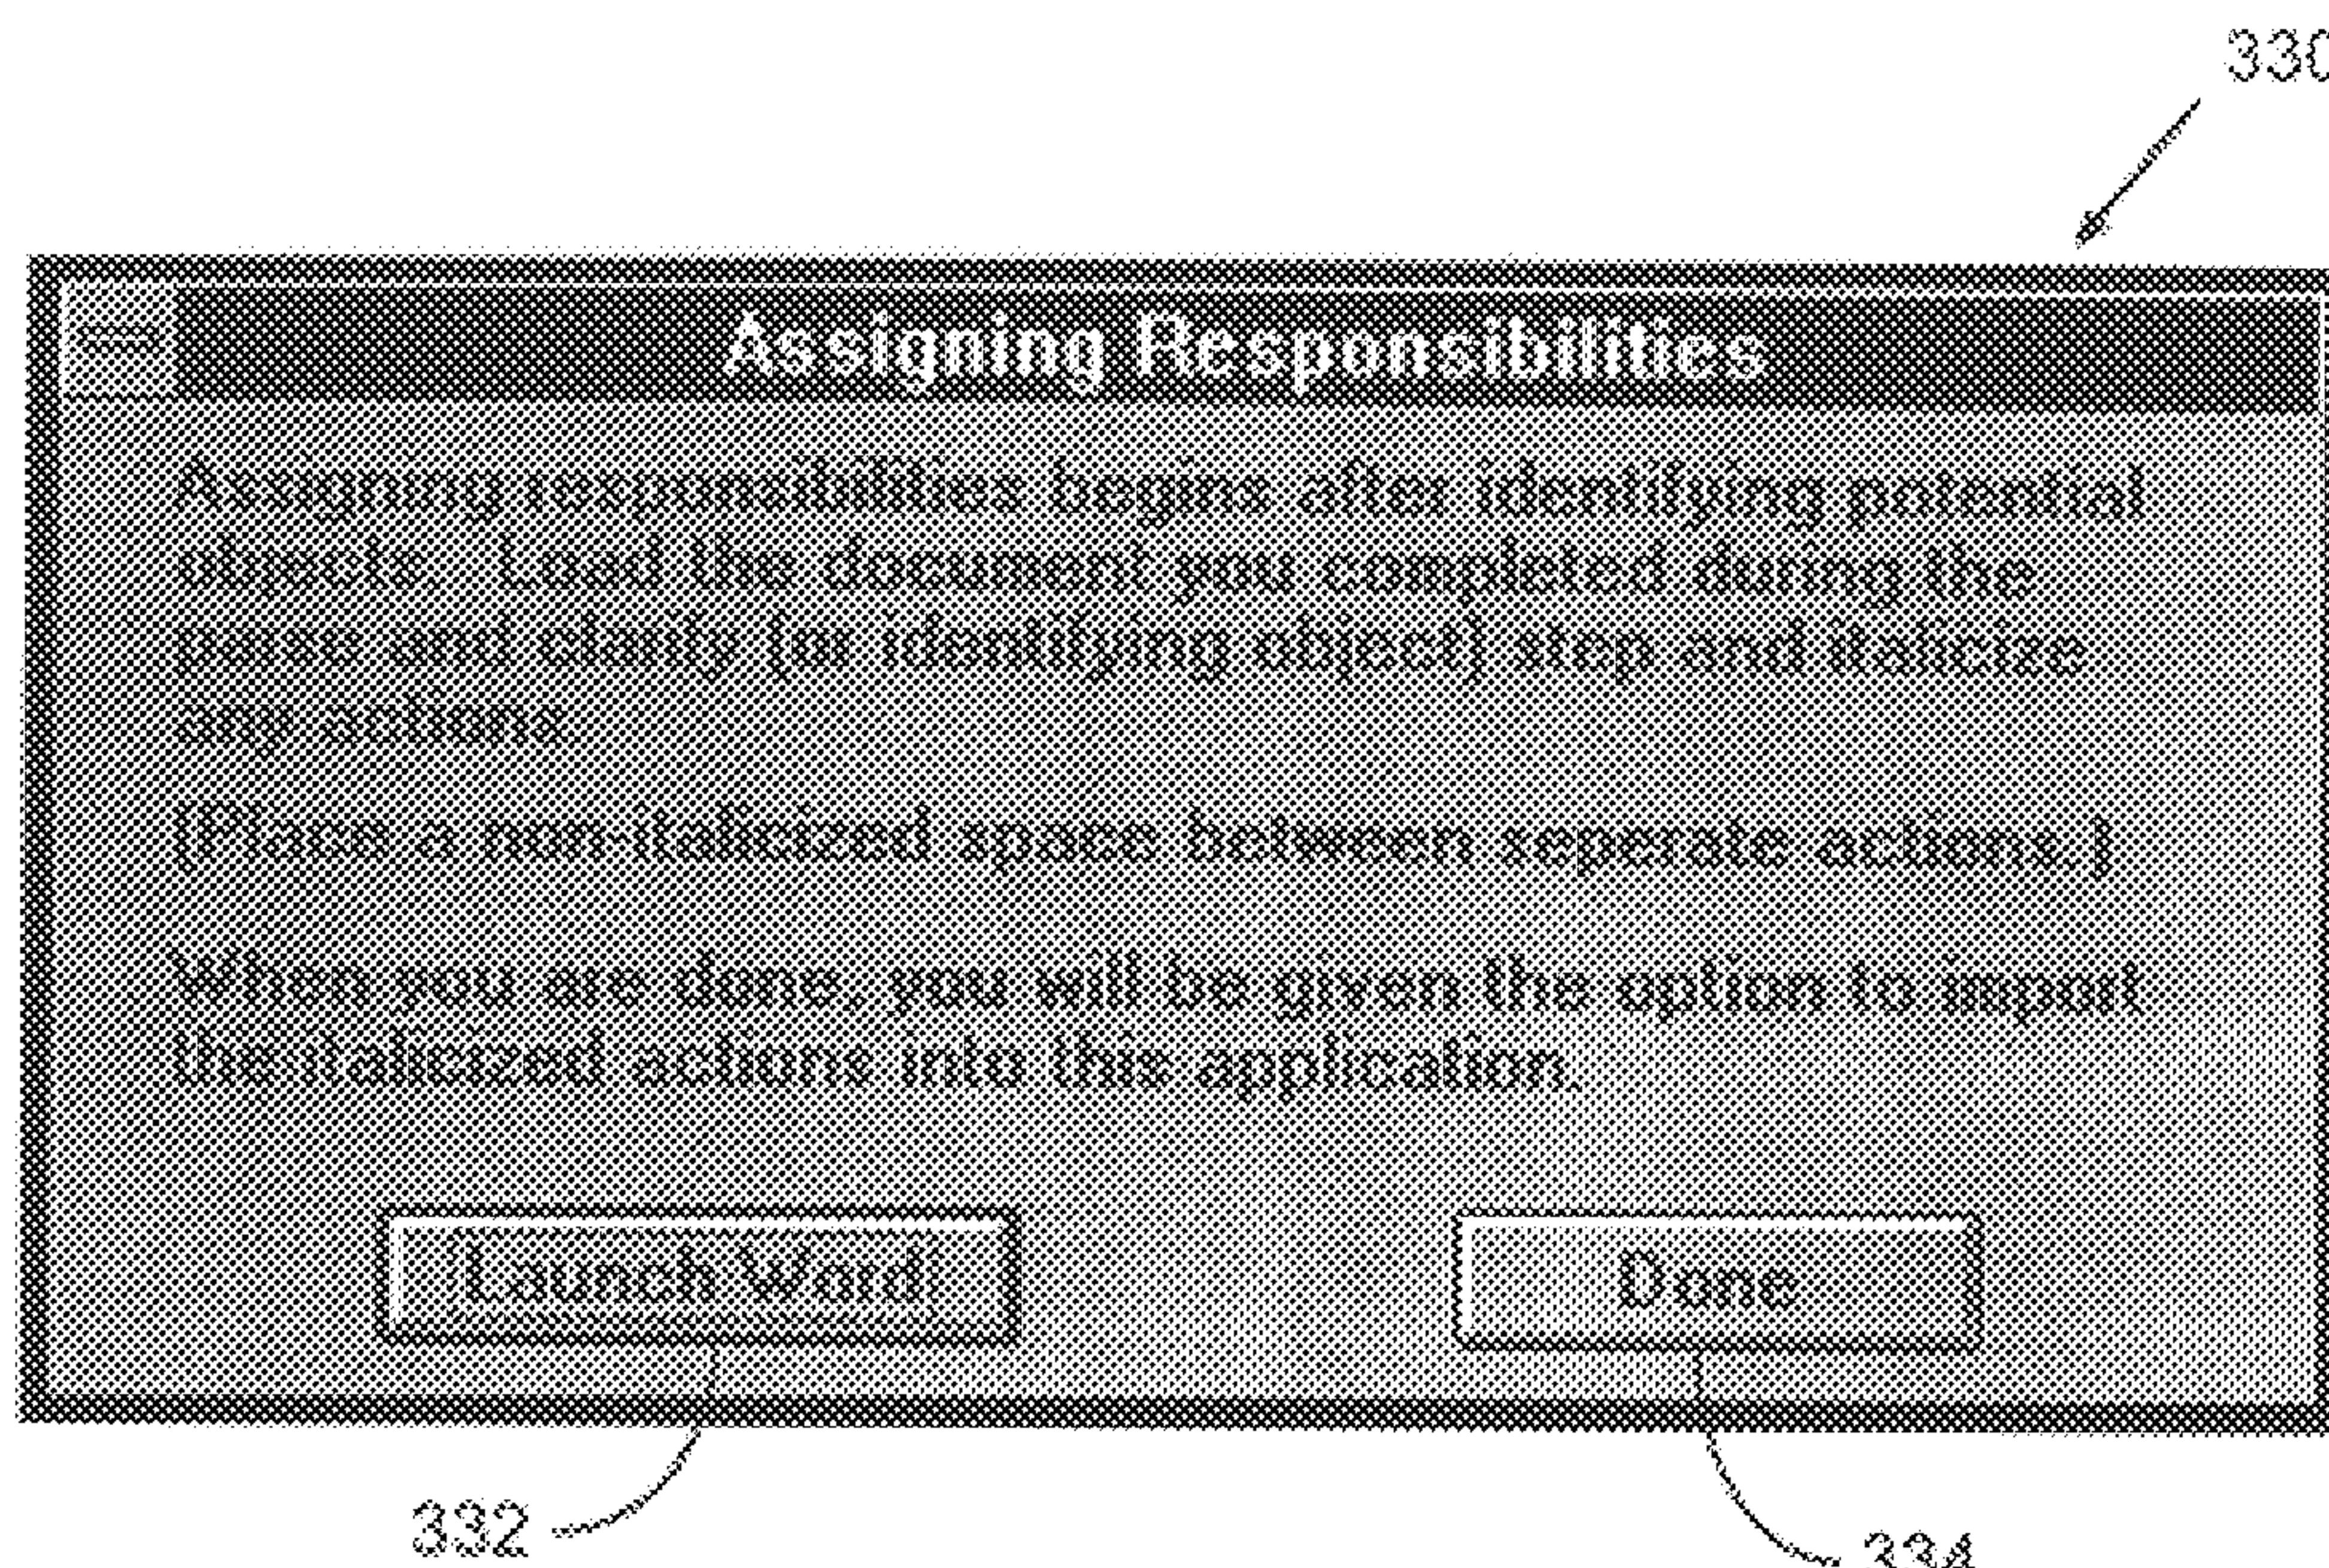 330
Assigning Responsibilities
Assigning responsibilities begins after identifying potential
objects. Load the document you completed during the
parse and clarify (or identifying object) step and italicize
any actions.
(Place a non-italicized space between seperate actions.)
When you are done, you will be given the option to import
the italicized actions into this application.
Launch Word
Done
332
334